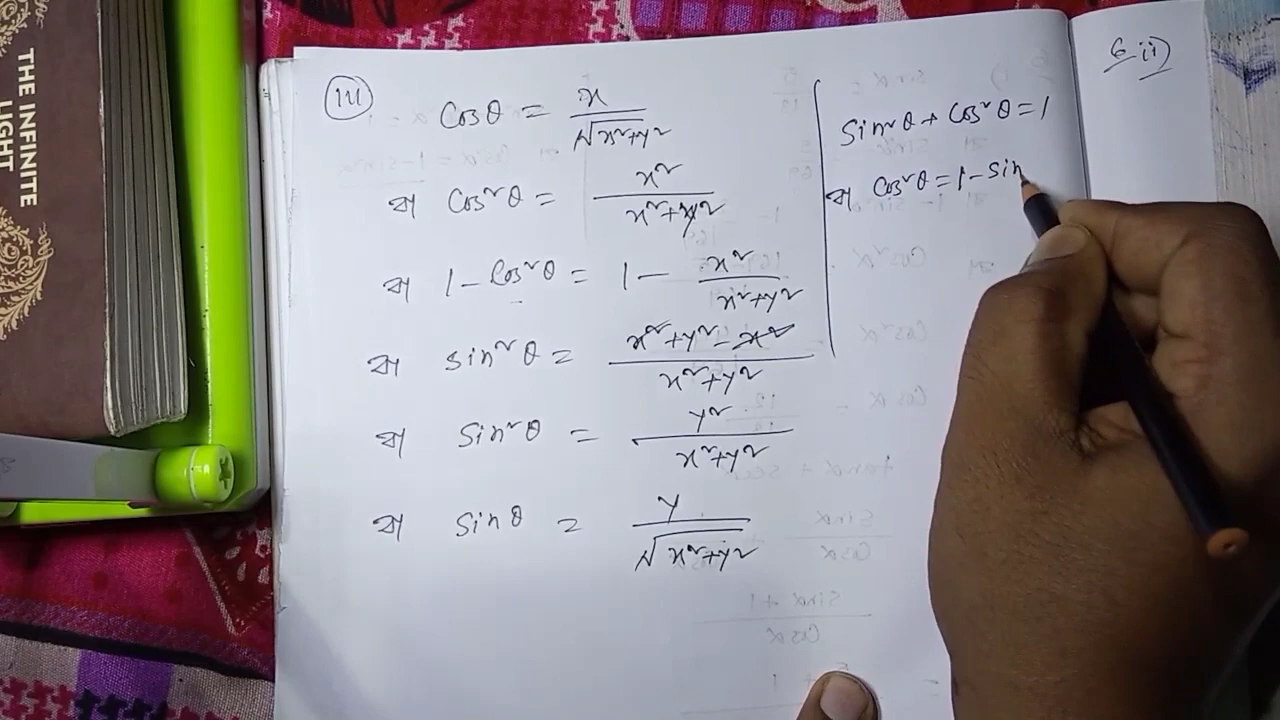 THE INFINITE
LIGHT
(iii) Cosθ = x / √x²+y²
বা Cos²θ = x² / x²+y²
বা 1 - Cos²θ = 1 - x² / x²+y²
বা sin²θ = x²+y²-x² / x²+y²
বা Sin²θ = y² / x²+y²
বা Sinθ = y / √x²+y²
Sin²θ + Cos²θ = 1
বা Cos²θ = 1 - Sin
6.ii)